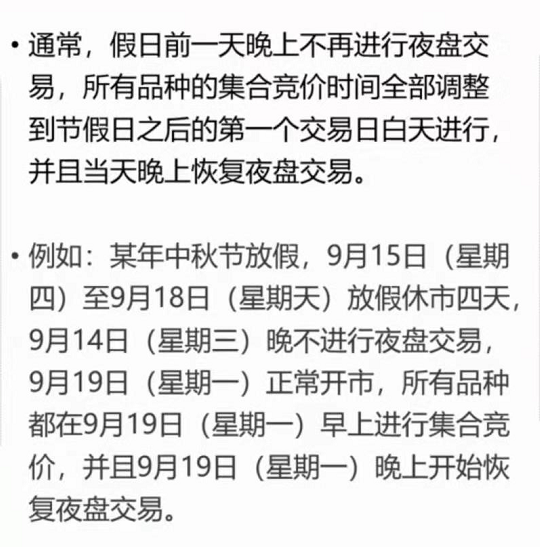 • 通常，假日前一天晚上不再进行夜盘交
易，所有品种的集合竞价时间全部调整
到节假日之后的第一个交易日白天进行，
并且当天晚上恢复夜盘交易。
• 例如：某年中秋节放假，9月15日（星期
四）至9月18日（星期天）放假休市四天，
9月14日（星期三）晚不进行夜盘交易，
9月19日（星期一）正常开市，所有品种
都在9月19日（星期一）早上进行集合竞
价，并且9月19日（星期一）晚上开始恢
复夜盘交易。